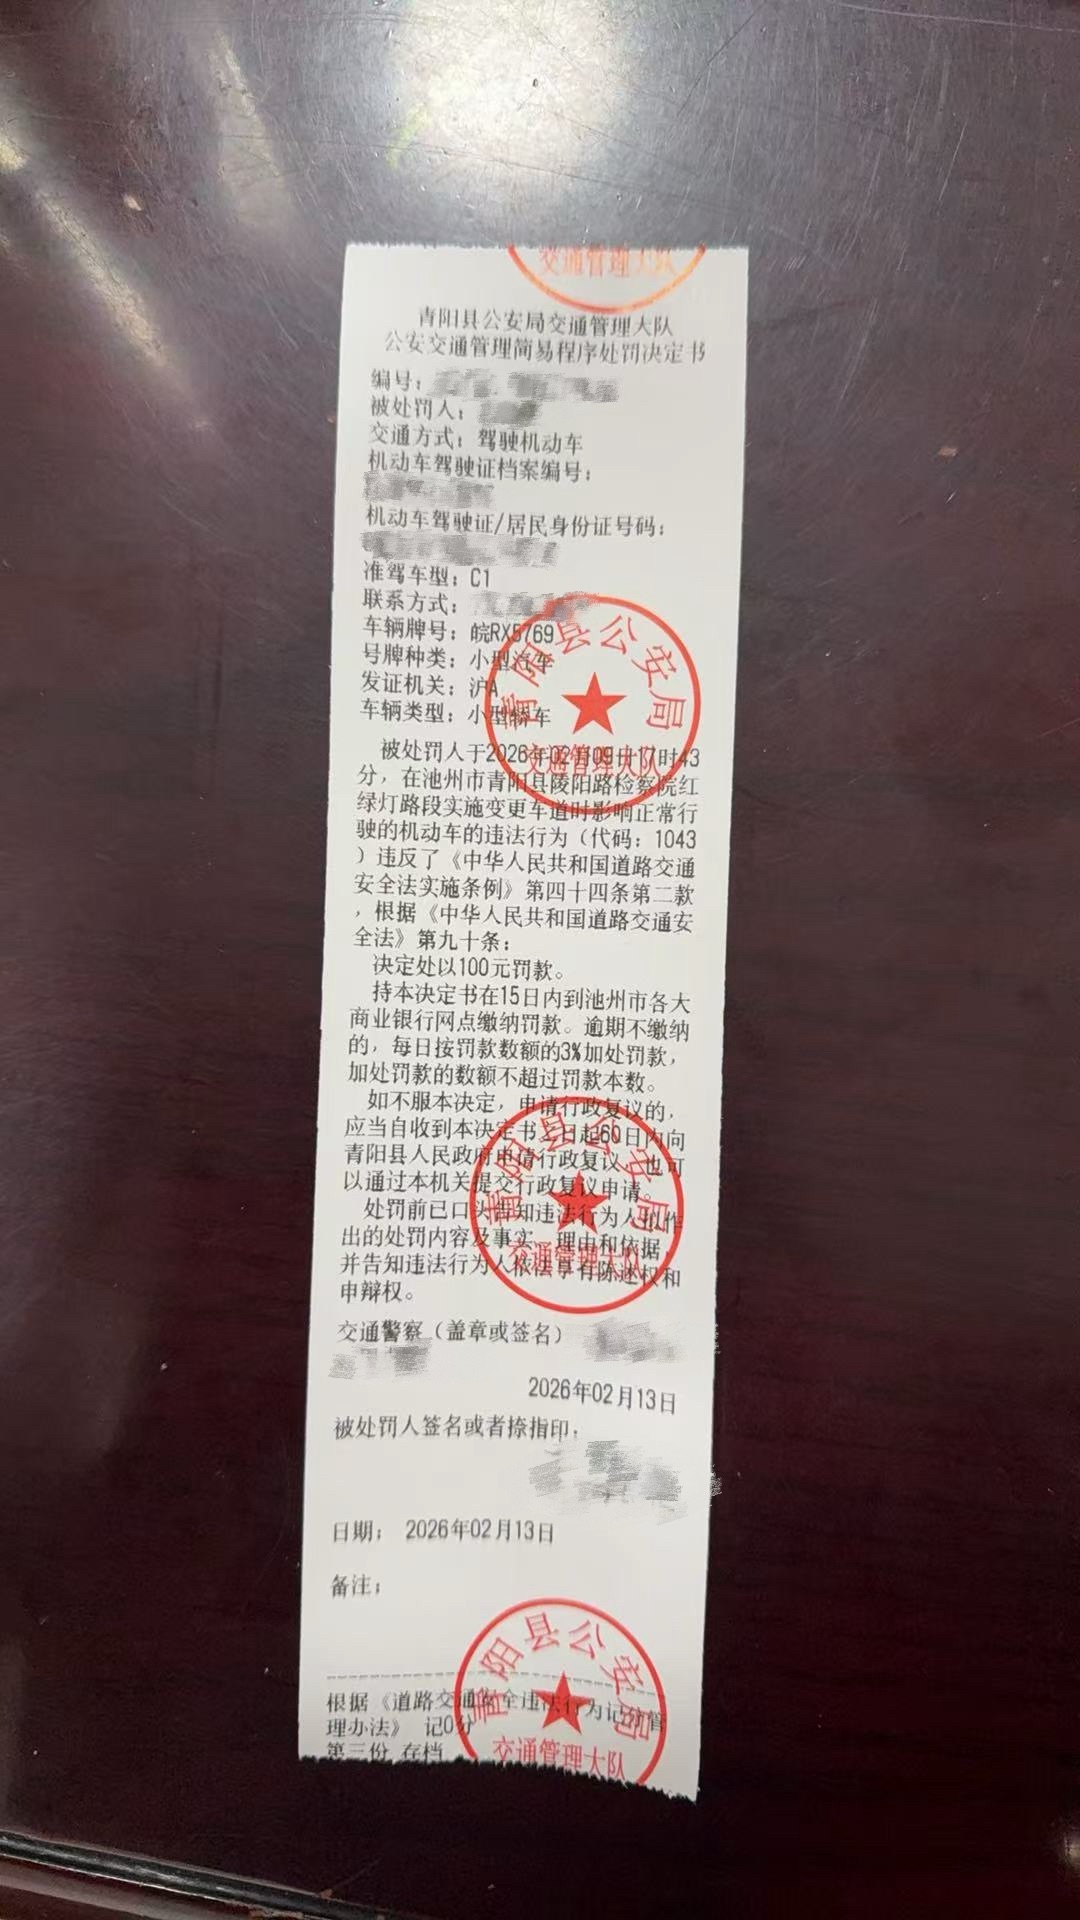 交通管理大队
青阳县公安局交通管理大队
公安交通管理简易程序处罚决定书
编号：
被处罚人：
交通方式：驾驶机动车
机动车驾驶证档案编号：
机动车驾驶证/居民身份证号码：
准驾车型：C1
联系方式：
车辆牌号：皖RX5769
号牌种类：小型汽车
发证机关：沪A
车辆类型：小型轿车
青阳县公安局
交通管理大队
被处罚人于2026年02月09日17时43
分，在池州市青阳县陵阳路检察院红
绿灯路段实施变更车道时影响正常行
驶的机动车的违法行为（代码：1043
）违反了《中华人民共和国道路交通
安全法实施条例》第四十四条第二款
，根据《中华人民共和国道路交通安
全法》第九十条：
决定处以100元罚款。
持本决定书在15日内到池州市各大
商业银行网点缴纳罚款。逾期不缴纳
的，每日按罚款数额的3%加处罚款，
加处罚款的数额不超过罚款本数。
如不服本决定，申请行政复议的，
应当自收到本决定书之日起60日内向
青阳县人民政府申请行政复议，也可
以通过本机关提交行政复议申请。
处罚前已口头告知违法行为人拟作
出的处罚内容及事实、理由和依据，
并告知违法行为人依法享有陈述权和
申辩权。
青阳县公安局
交通管理大队
交通警察（盖章或签名）
2026年02月13日
被处罚人签名或者捺指印：
日期： 2026年02月13日
备注：
根据《道路交通安全违法行为记分管
理办法》 记0分
第三份 存档
青阳县公安局
交通管理大队